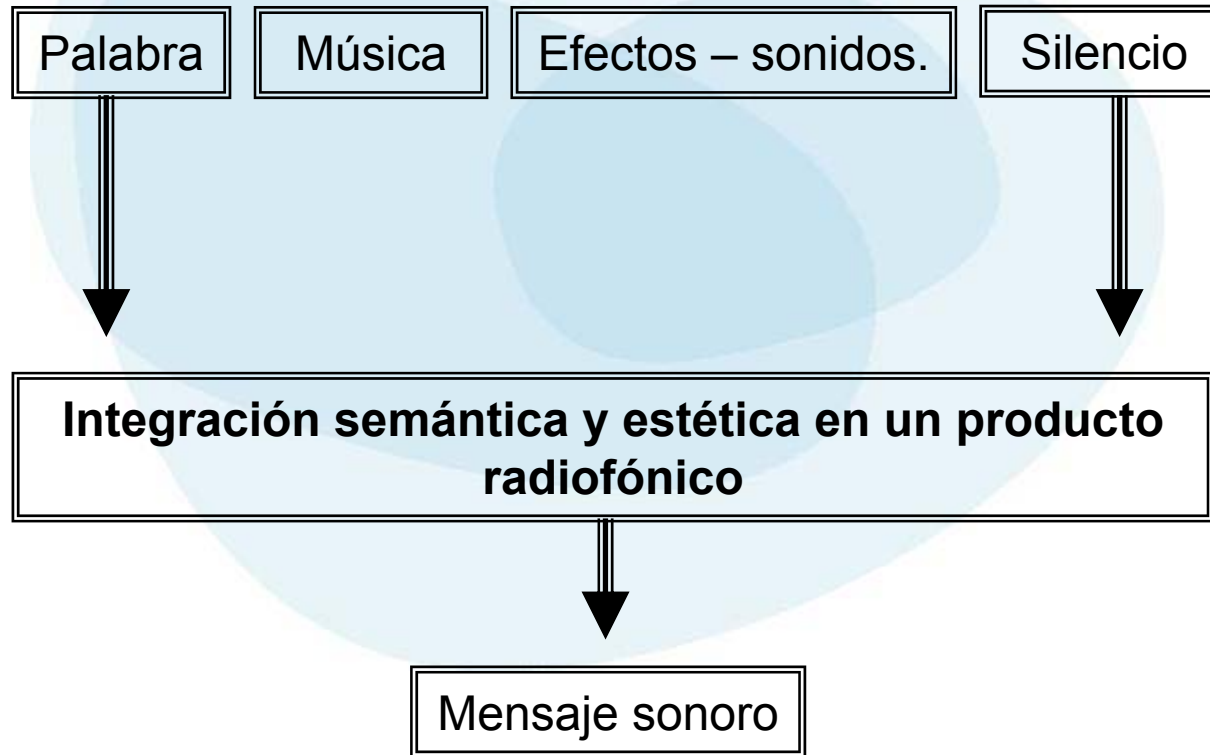 Palabra Música Efectos – sonidos. Silencio
Integración semántica y estética en un producto
radiofónico
Mensaje sonoro